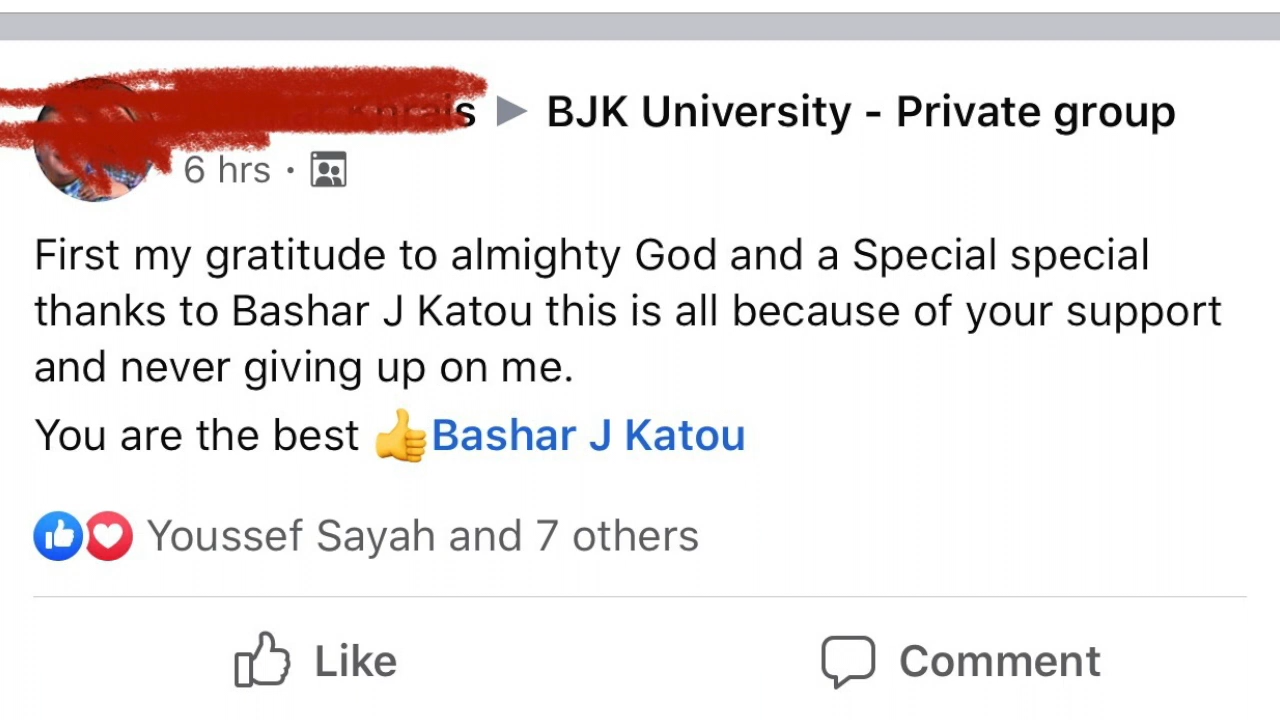 BJK University - Private group
6 hrs ·
First my gratitude to almighty God and a Special special
thanks to Bashar J Katou this is all because of your support
and never giving up on me.
You are the best 👍Bashar J Katou
Youssef Sayah and 7 others
Like Comment